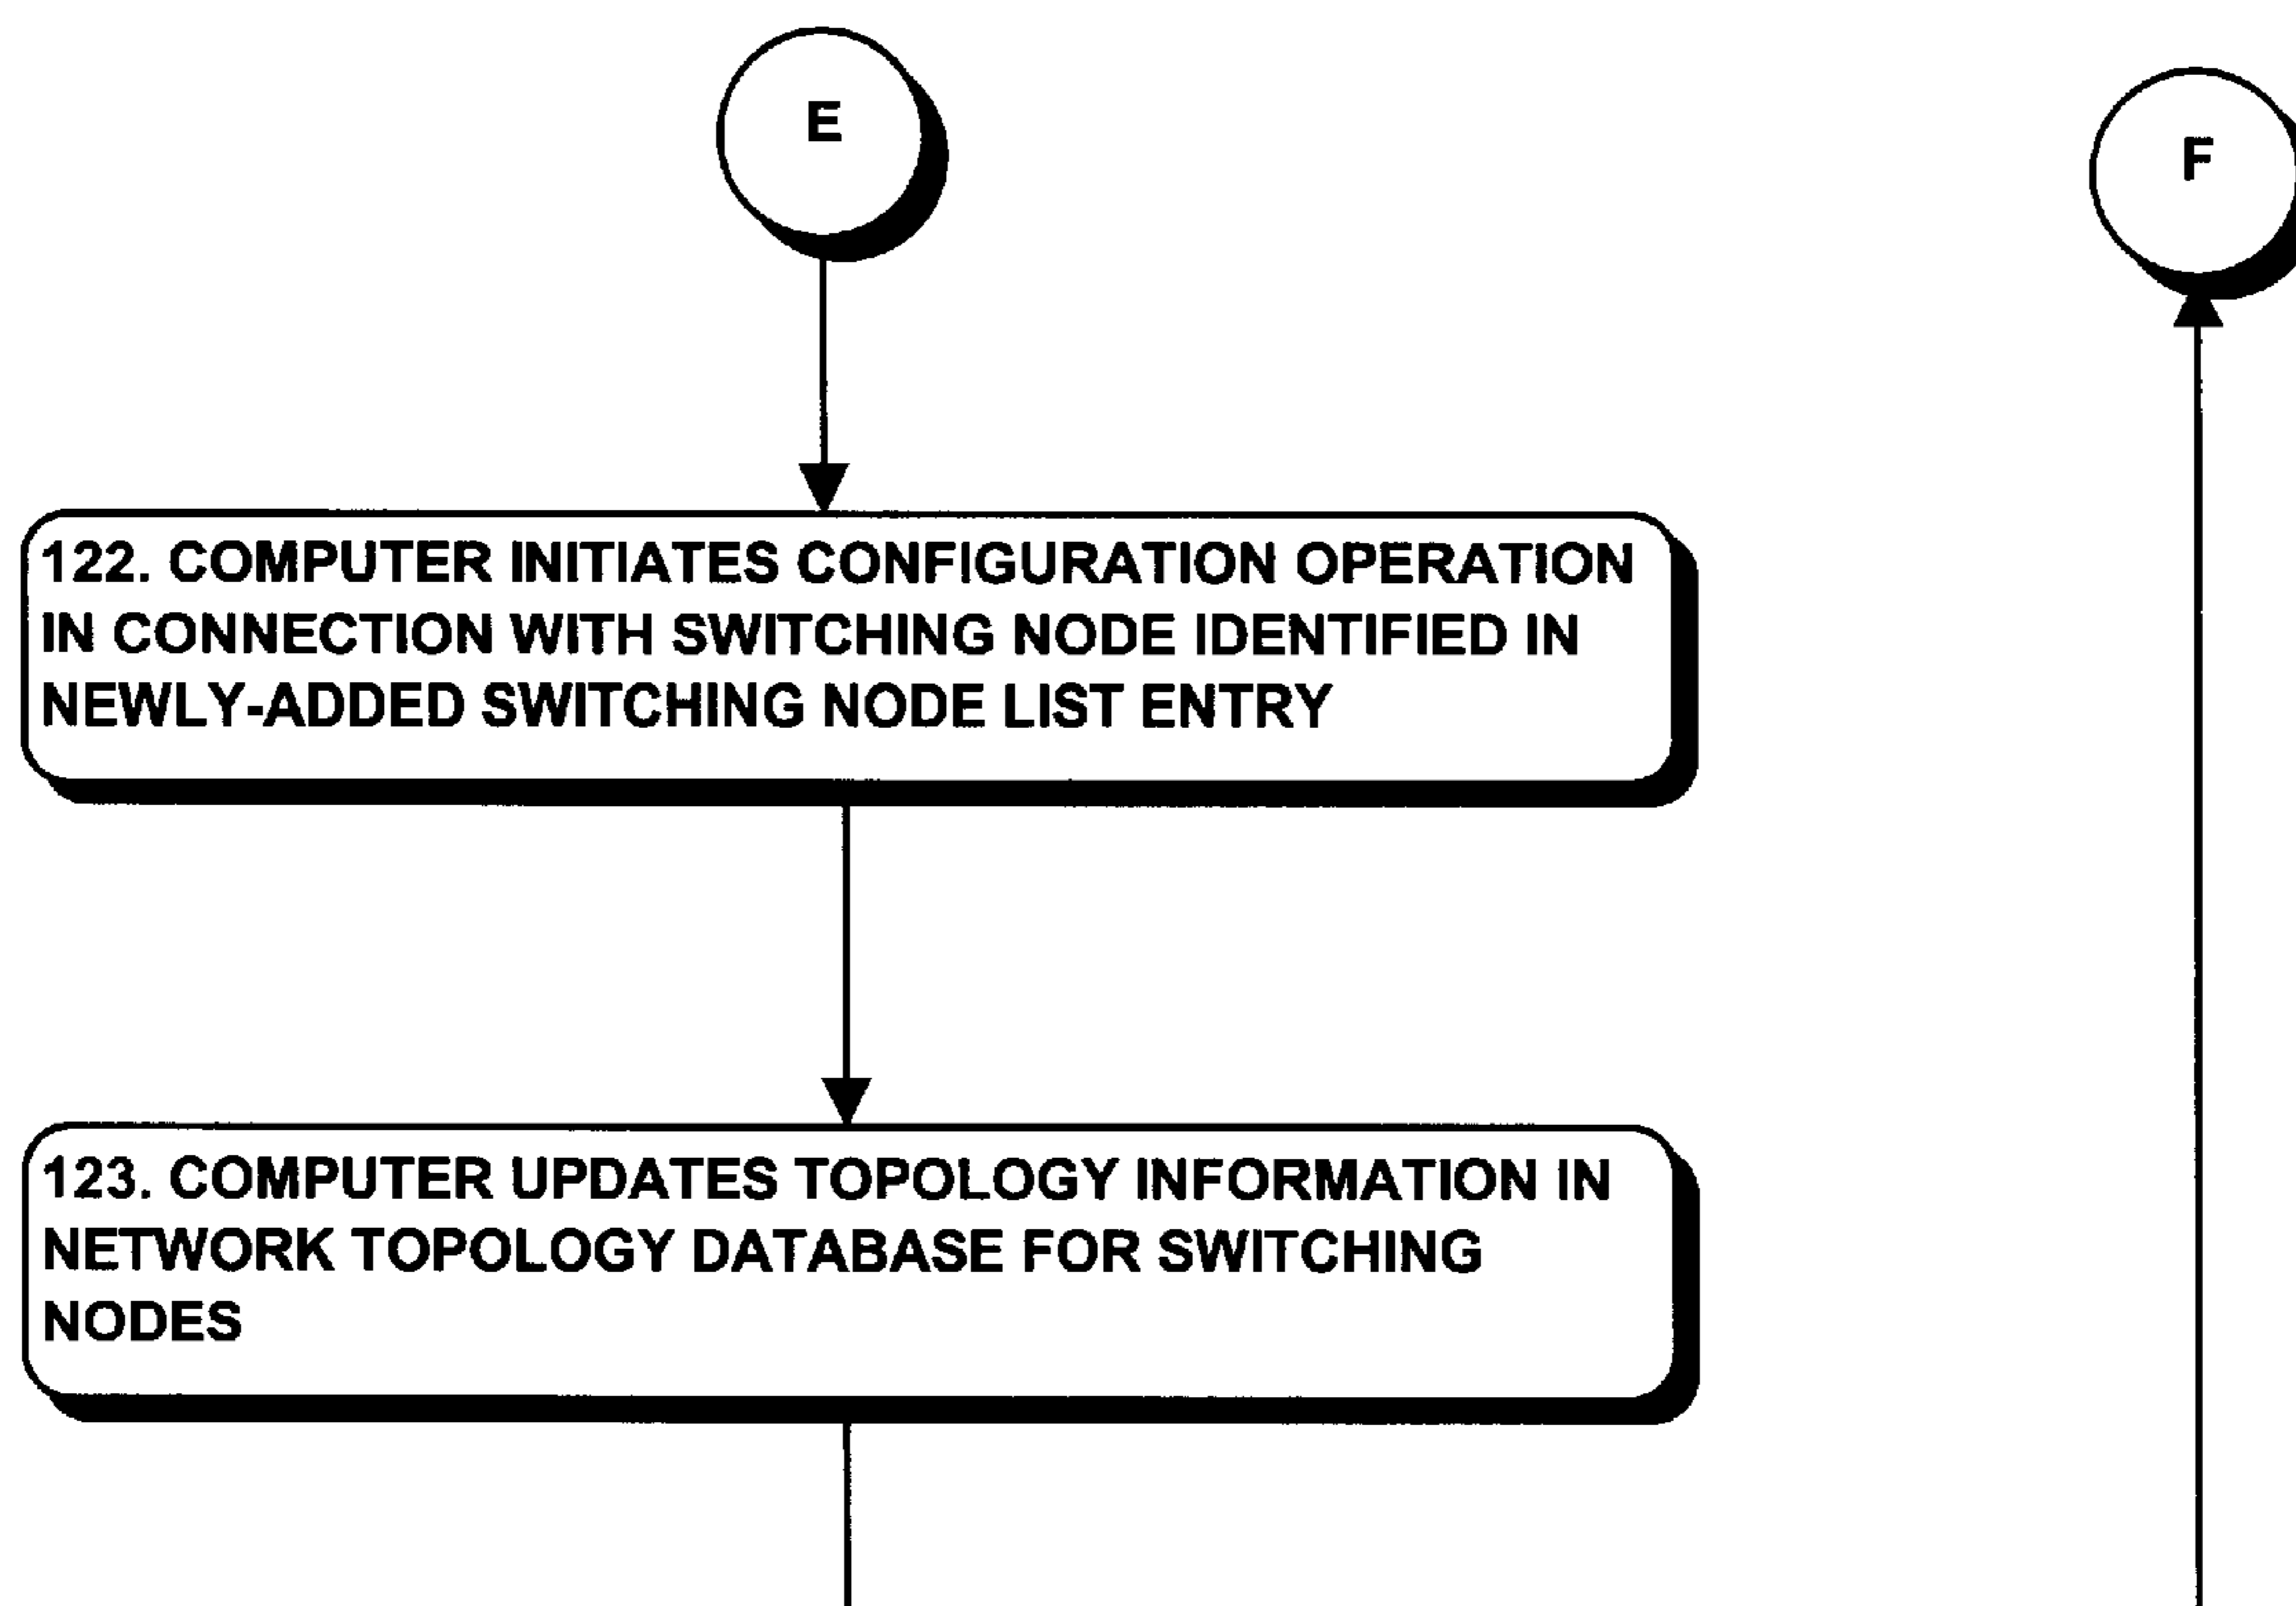 E
F
122. COMPUTER INITIATES CONFIGURATION OPERATION
IN CONNECTION WITH SWITCHING NODE IDENTIFIED IN
NEWLY-ADDED SWITCHING NODE LIST ENTRY
123. COMPUTER UPDATES TOPOLOGY INFORMATION IN
NETWORK TOPOLOGY DATABASE FOR SWITCHING
NODES